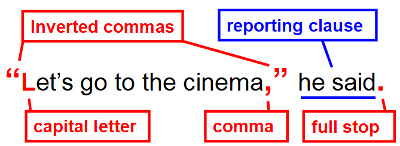 Inverted commas reporting clause
“Let’s go to the cinema,” he said.
capital letter comma full stop